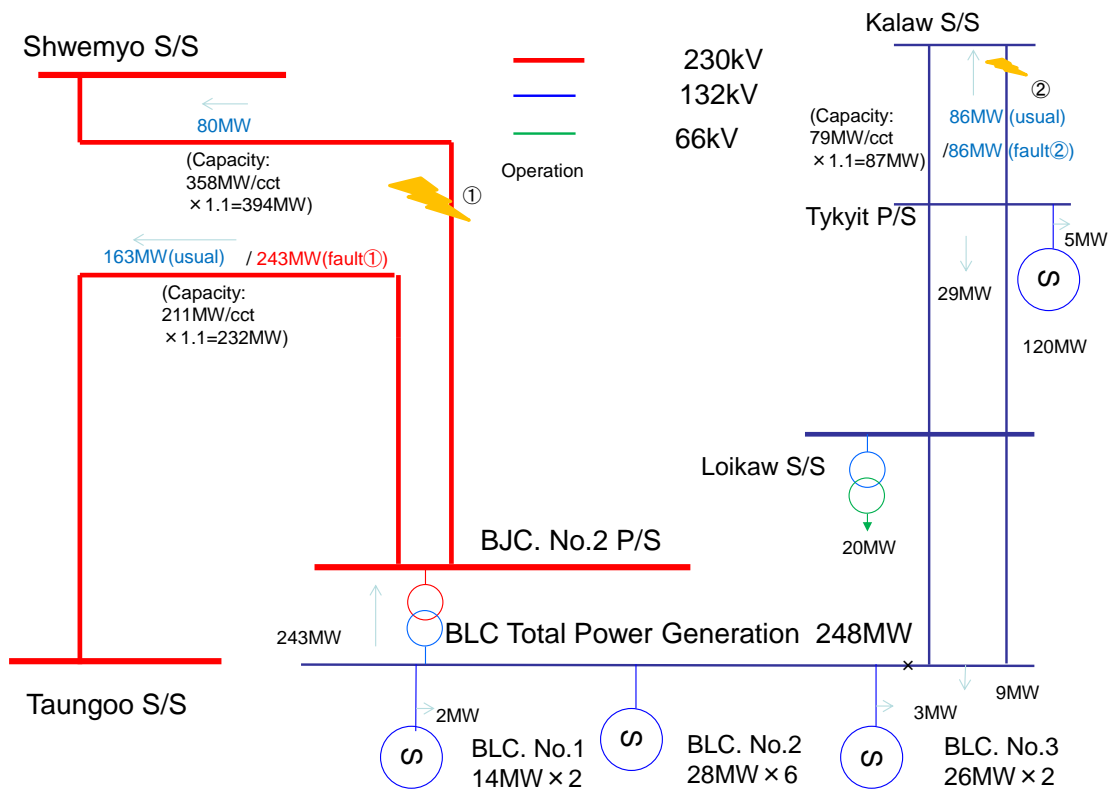 Kalaw S/S
Shwemyo S/S
230kV
132kV
66kV
Operation
80MW
(Capacity:
358MW/cct
×1.1=394MW)
①
②
(Capacity:
79MW/cct
×1.1=87MW)
86MW (usual)
/86MW (fault②)
163MW(usual) / 243MW(fault①)
(Capacity:
211MW/cct
×1.1=232MW)
Tykyit P/S
5MW
S
29MW
120MW
Loikaw S/S
20MW
BJC. No.2 P/S
243MW
BLC Total Power Generation 248MW
×
Taungoo S/S
2MW
3MW
9MW
S
BLC. No.1
14MW×2
S
BLC. No.2
28MW×6
S
BLC. No.3
26MW×2